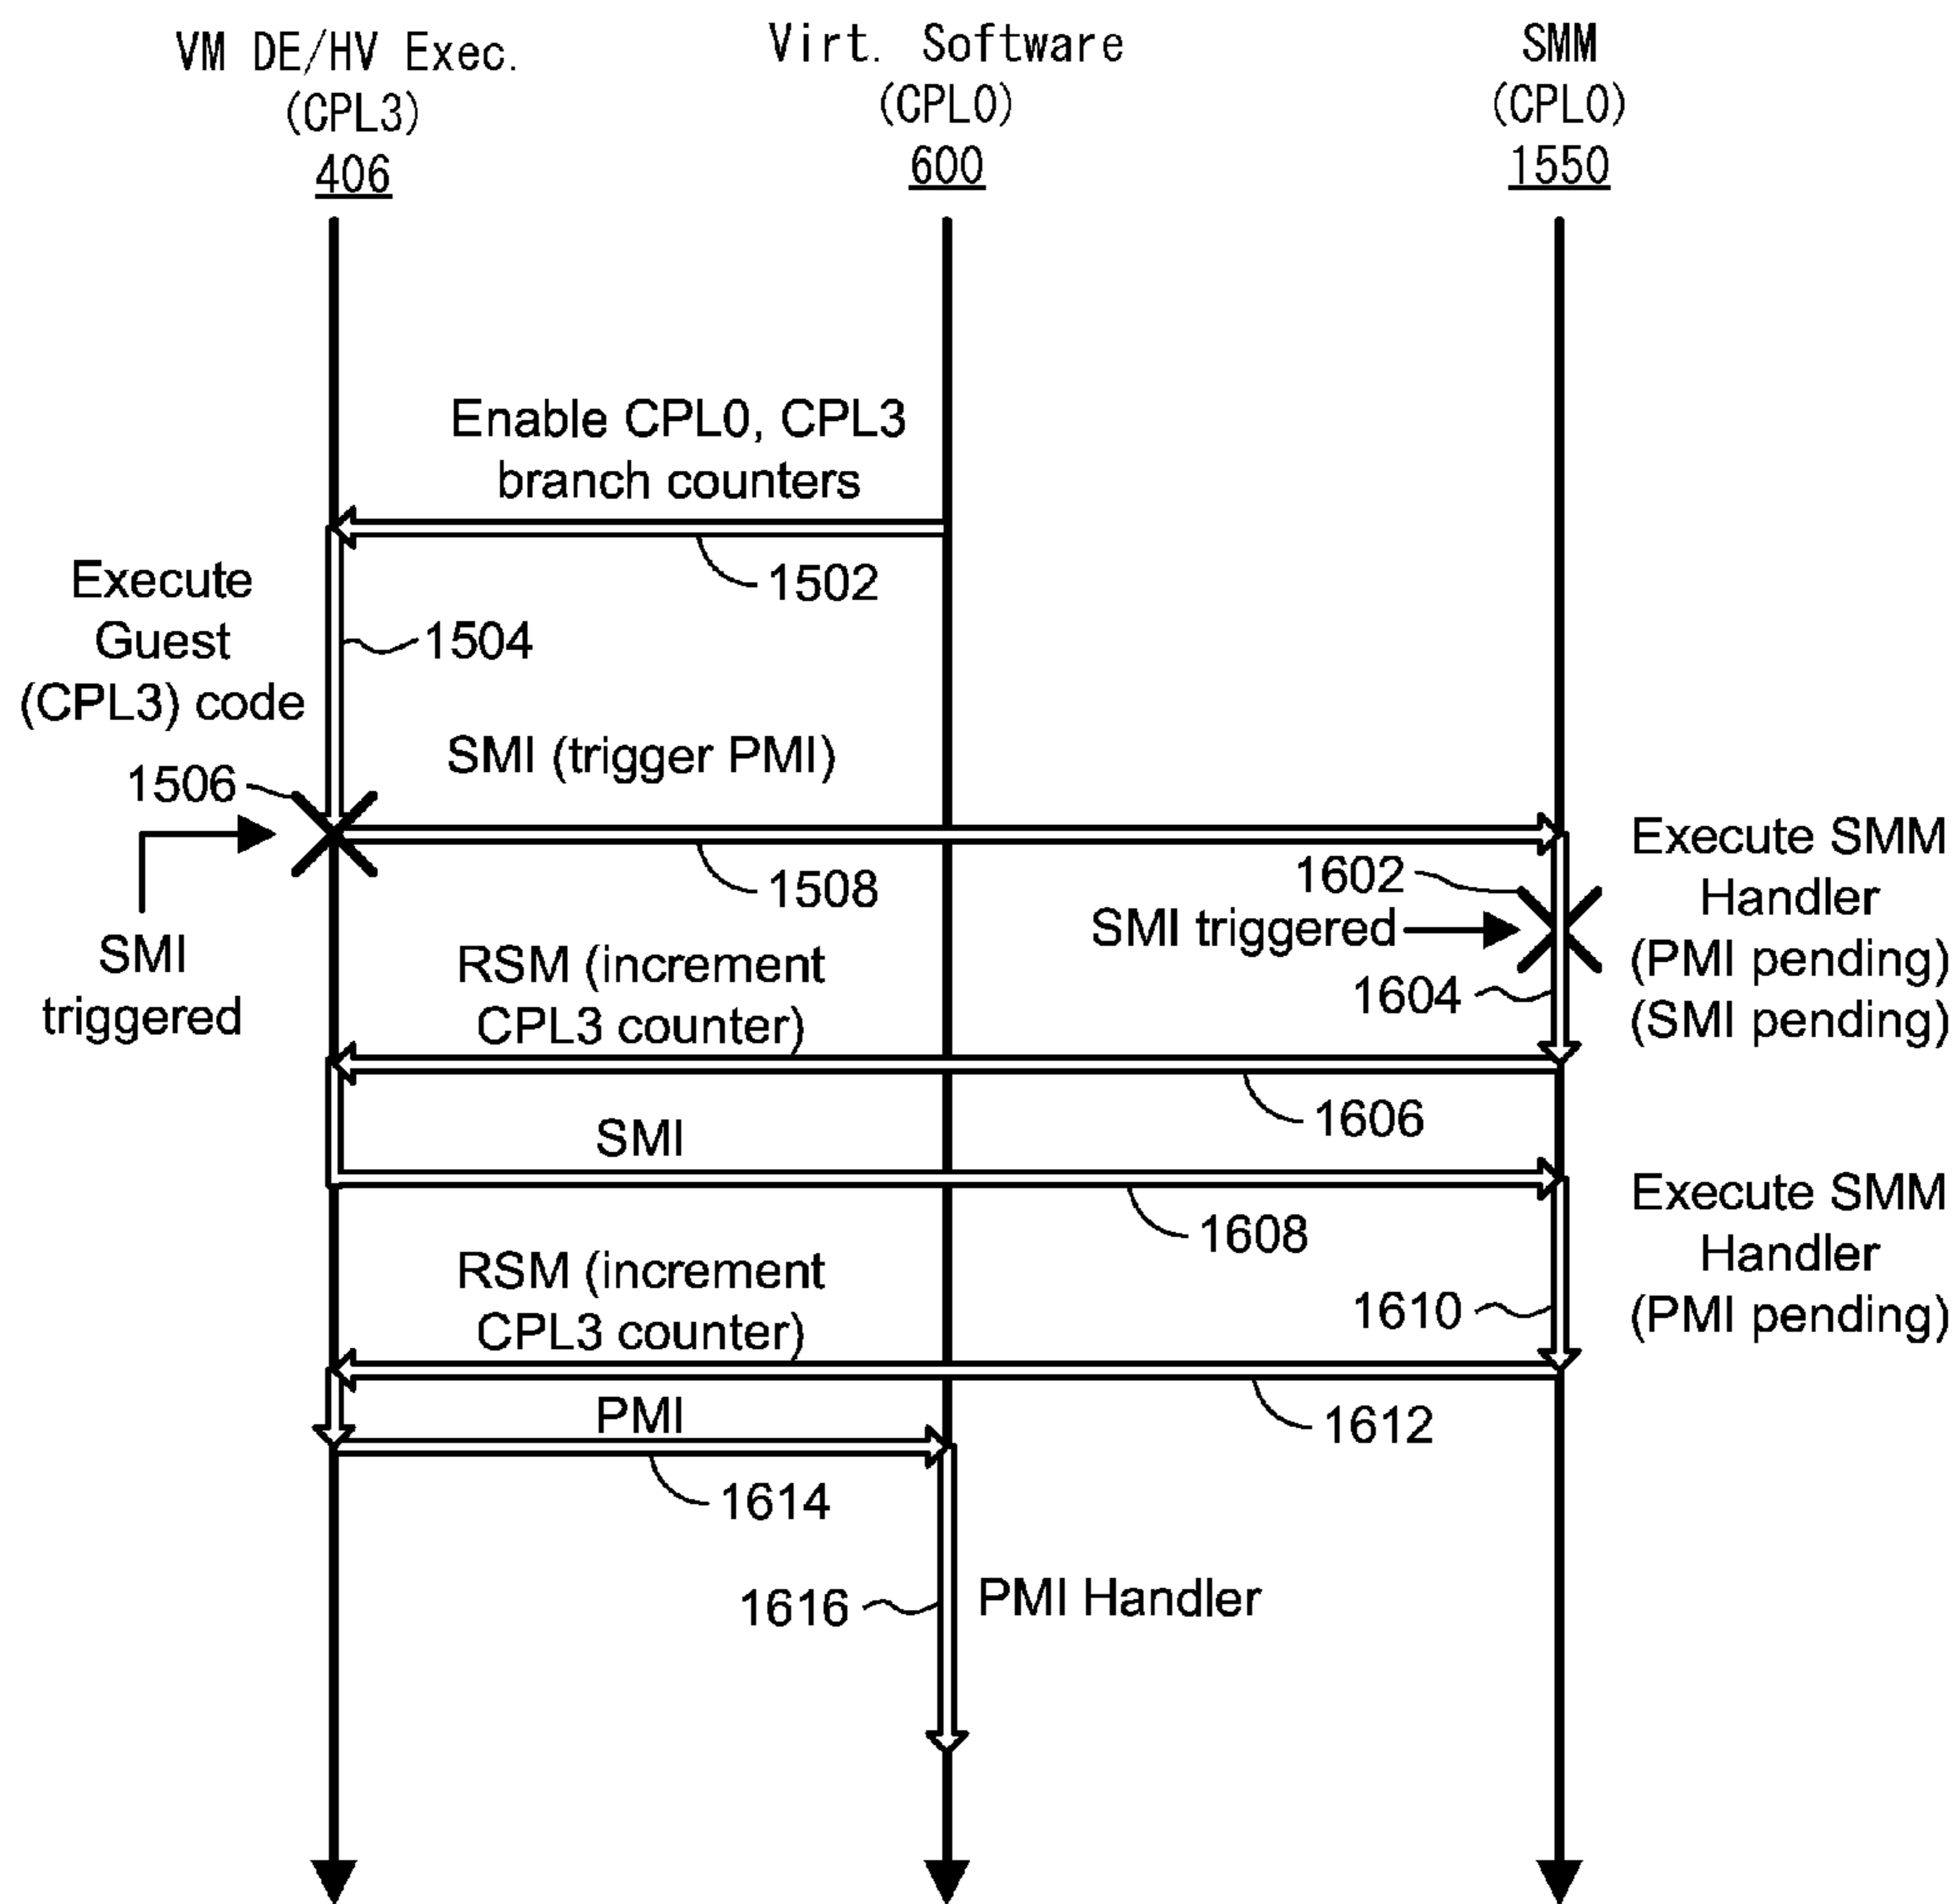 VM DE/HV Exec.
(CPL3)
406
Virt. Software
(CPL0)
600
SMM
(CPL0)
1550
Enable CPL0, CPL3
branch counters
1502
Execute
Guest
(CPL3) code
1504
SMI (trigger PMI)
1506
1508
SMI
triggered
Execute SMM
Handler
(PMI pending)
(SMI pending)
1602
SMI triggered
1604
RSM (increment
CPL3 counter)
1606
SMI
1608
Execute SMM
Handler
(PMI pending)
1610
RSM (increment
CPL3 counter)
1612
PMI
1614
1616
PMI Handler